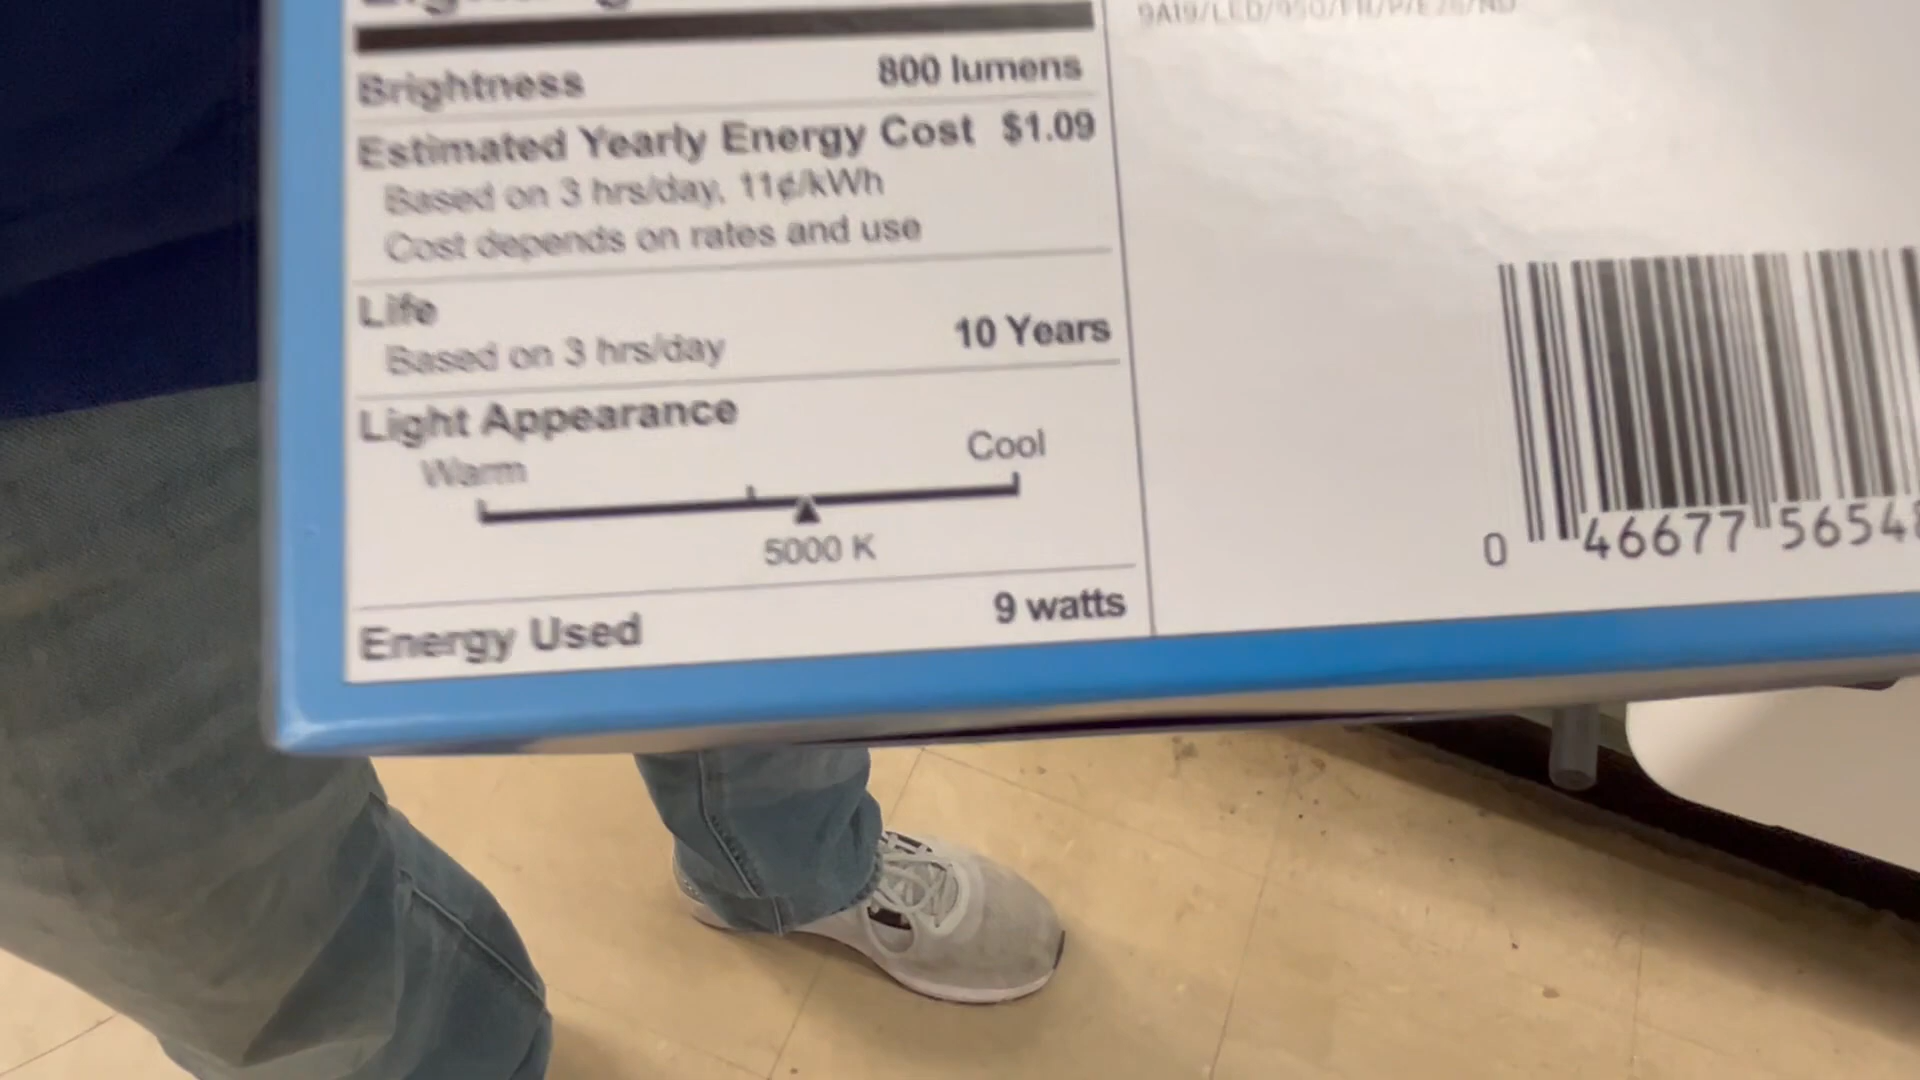 Brightness 800 lumens
Estimated Yearly Energy Cost $1.09
Based on 3 hrs/day, 11¢/kWh
Cost depends on rates and use
Life
Based on 3 hrs/day 10 Years
Light Appearance
Warm Cool
5000 K
Energy Used 9 watts
0 46677 5654